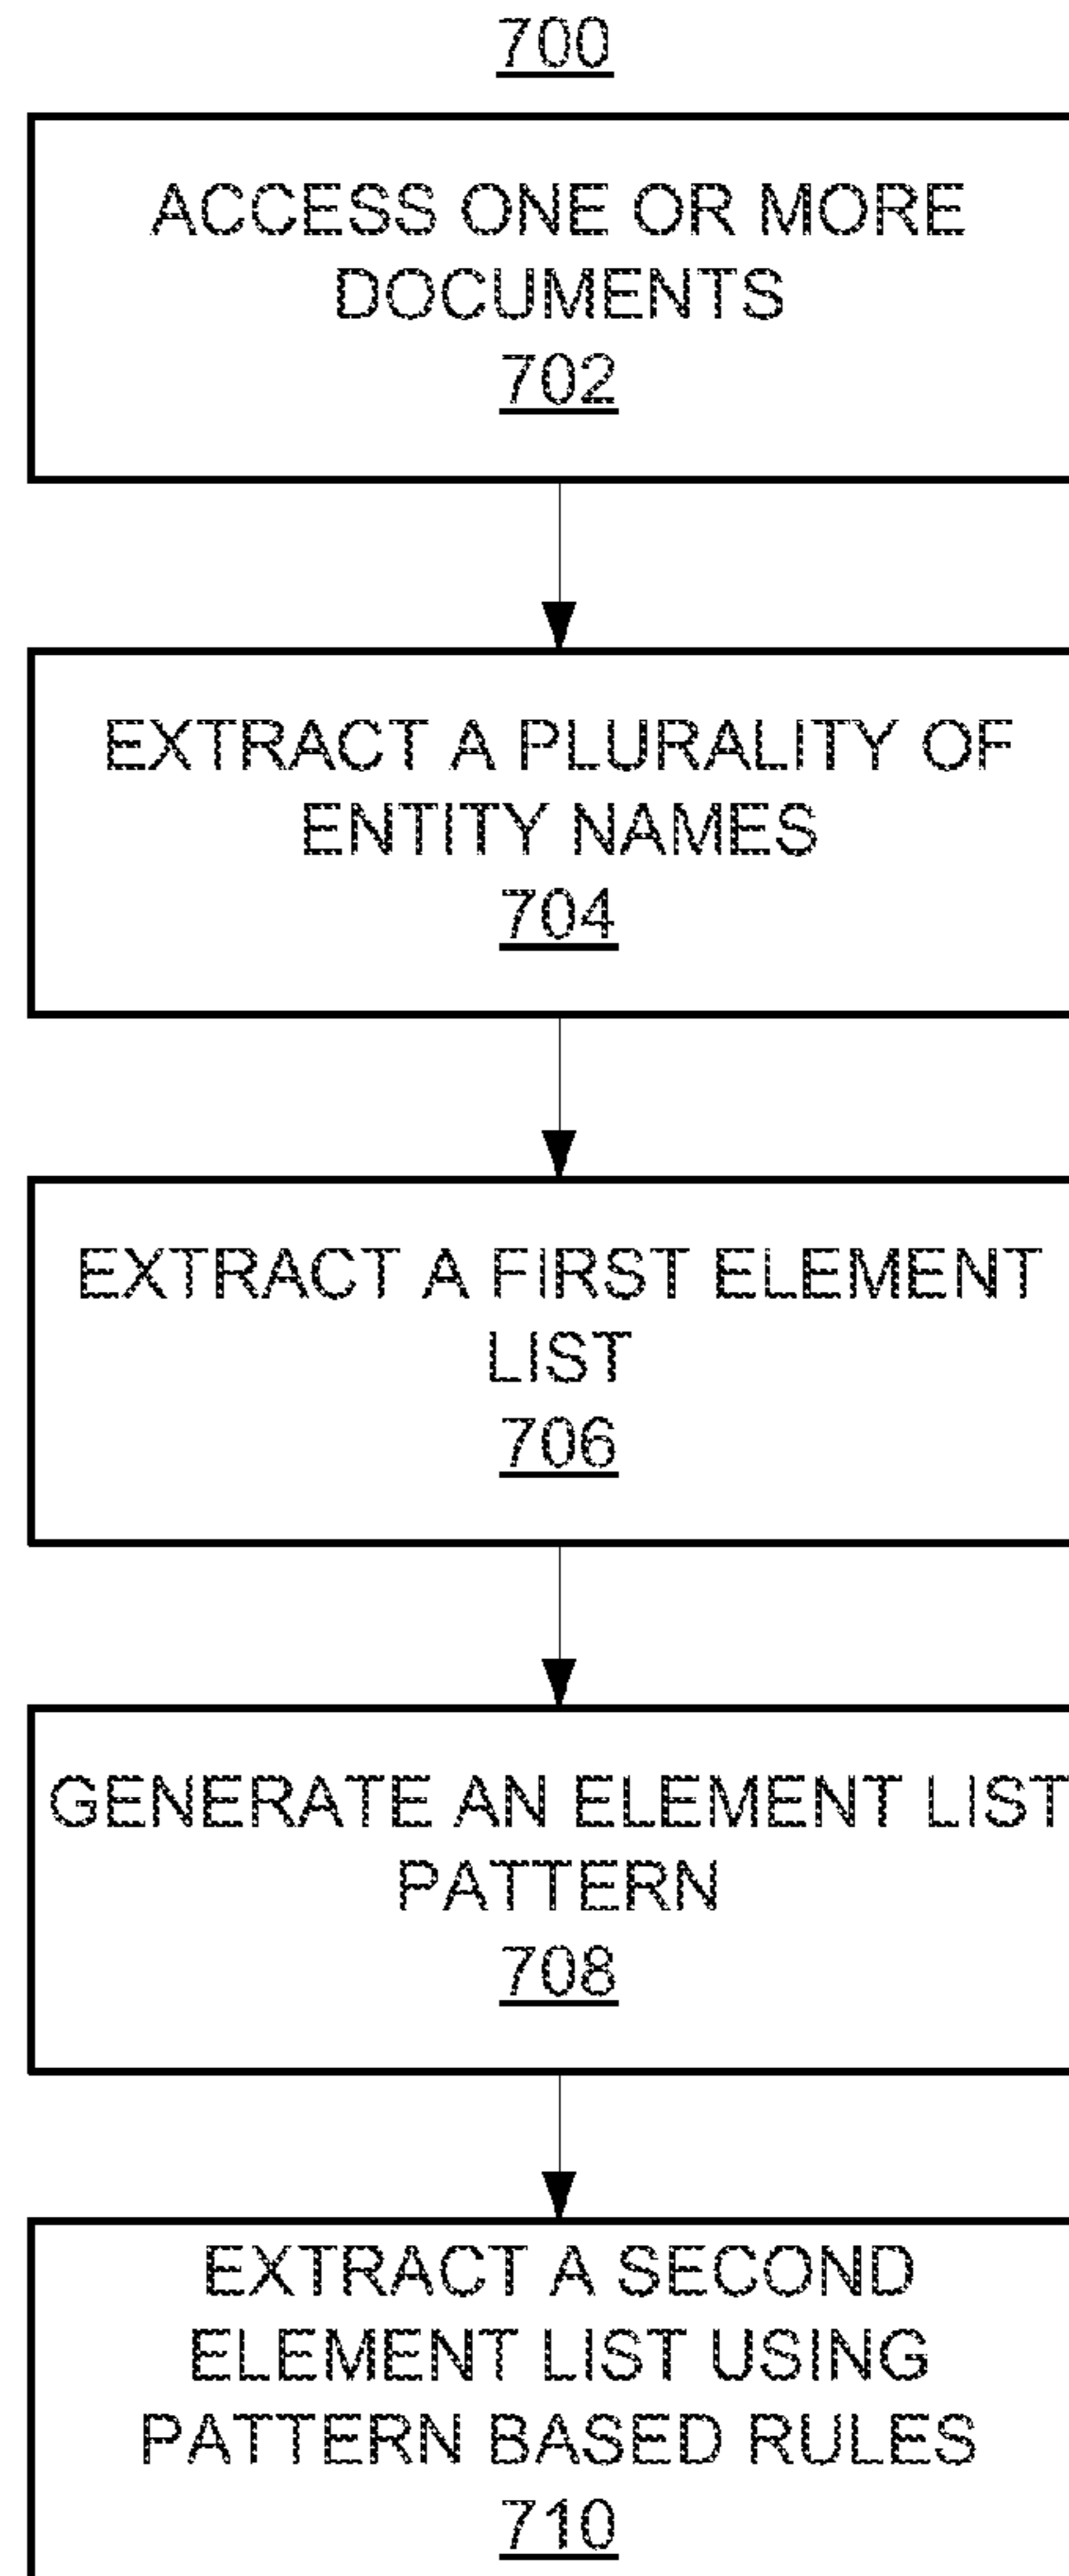 700
ACCESS ONE OR MORE
DOCUMENTS
702
EXTRACT A PLURALITY OF
ENTITY NAMES
704
EXTRACT A FIRST ELEMENT
LIST
706
GENERATE AN ELEMENT LIST
PATTERN
708
EXTRACT A SECOND
ELEMENT LIST USING
PATTERN BASED RULES
710